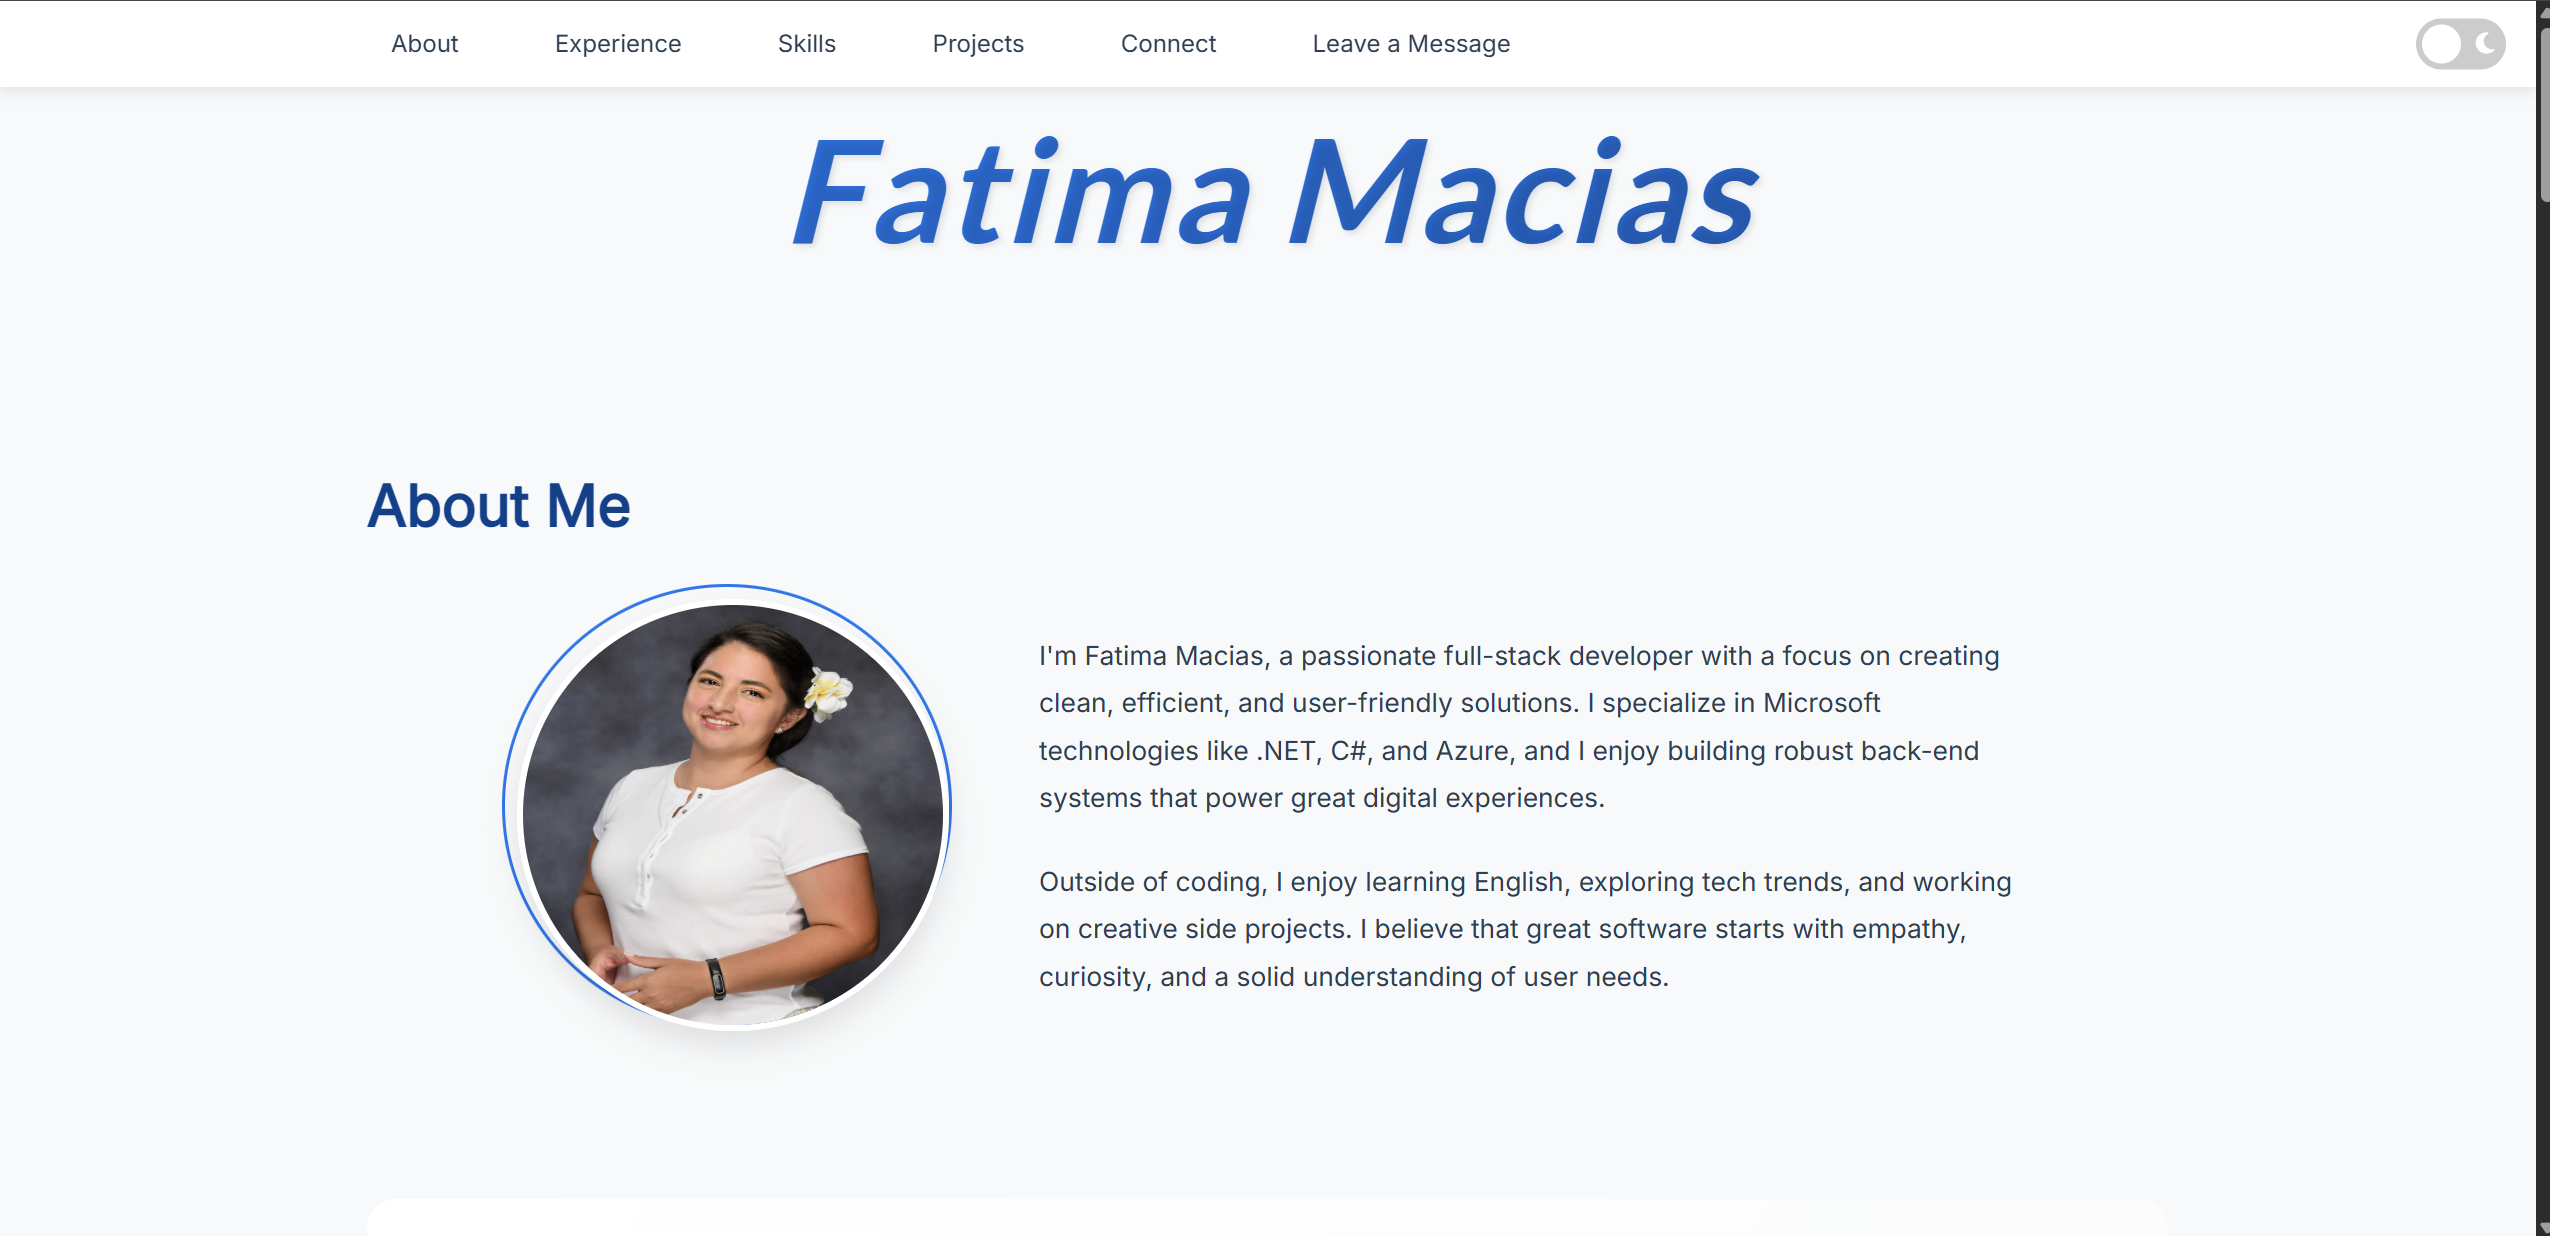 About
Experience
Skills
Projects
Connect
Leave a Message
Fatima Macias
About Me
I'm Fatima Macias, a passionate full-stack developer with a focus on creating
clean, efficient, and user-friendly solutions. I specialize in Microsoft
technologies like .NET, C#, and Azure, and I enjoy building robust back-end
systems that power great digital experiences.
Outside of coding, I enjoy learning English, exploring tech trends, and working
on creative side projects. I believe that great software starts with empathy,
curiosity, and a solid understanding of user needs.